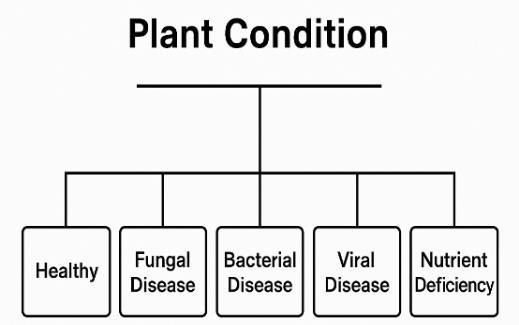 Plant Condition
Healthy
Fungal
Disease
Bacterial
Disease
Viral
Disease
Nutrient
Deficiency